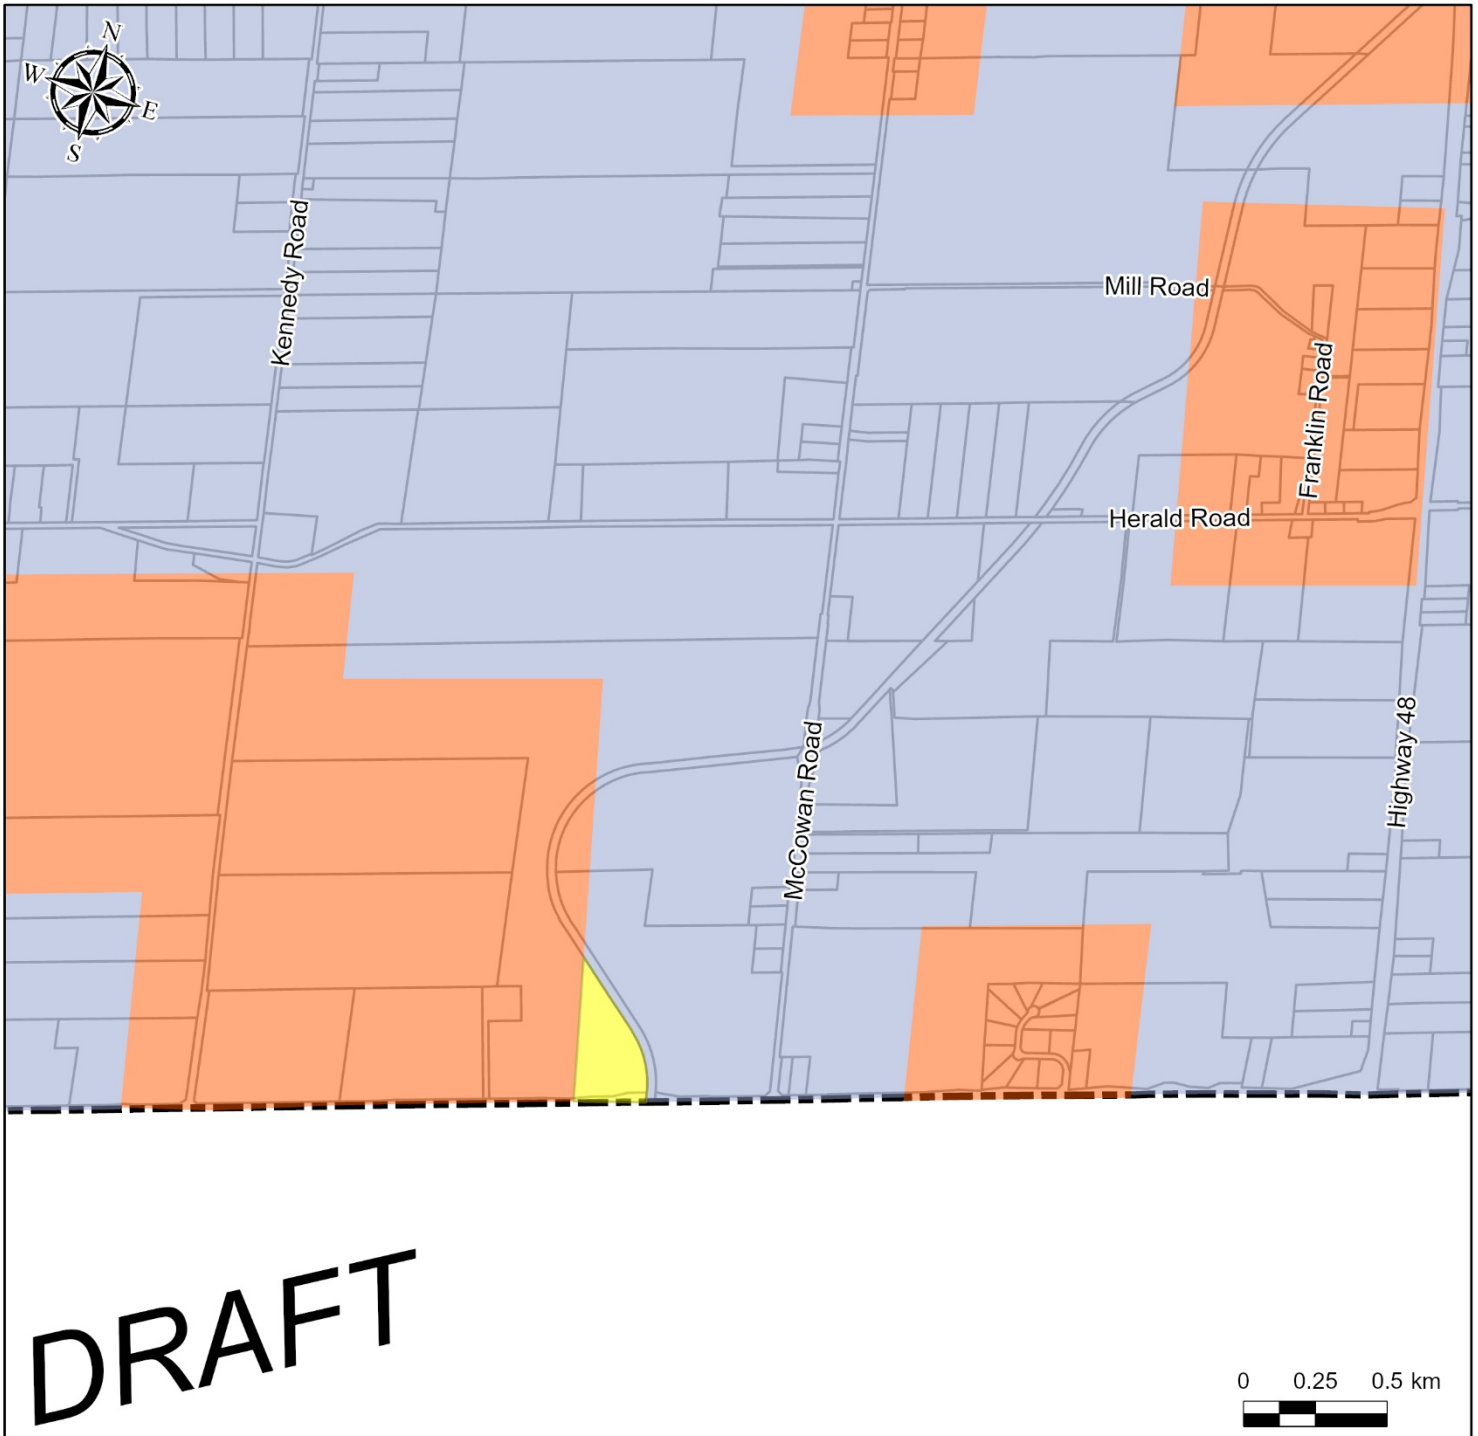 N
W
E
S
Kennedy Road
Mill Road
Franklin Road
Herald Road
McCowan Road
Highway 48
DRAFT
0 0.25 0.5 km